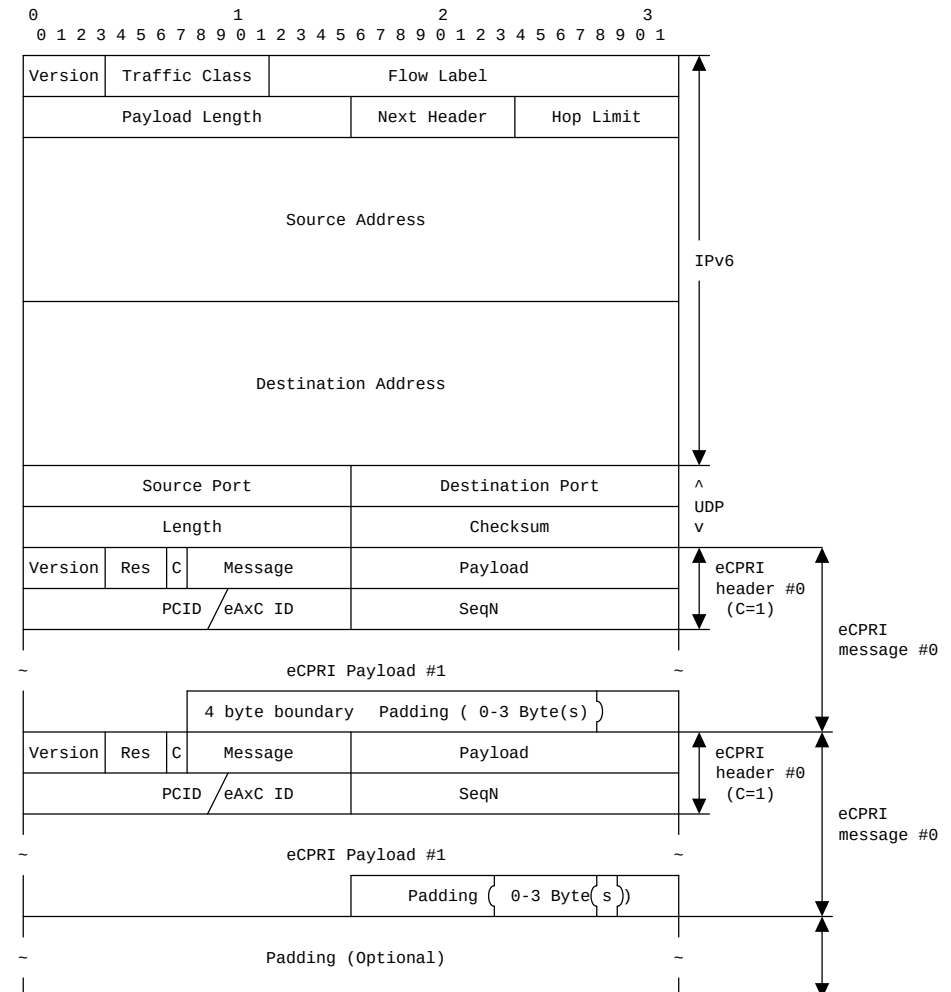 0 1 2 3
0 1 2 3 4 5 6 7 8 9 0 1 2 3 4 5 6 7 8 9 0 1 2 3 4 5 6 7 8 9 0 1
Version Traffic Class Flow Label
Payload Length Next Header Hop Limit
Source Address
IPv6
Destination Address
Source Port Destination Port ^
UDP
Length Checksum v
Version Res C Message Payload eCPRI
header #0
PCID / eAxC ID SeqN (C=1)
eCPRI
message #0
~ eCPRI Payload #1 ~
4 byte boundary Padding ( 0-3 Byte(s) )
Version Res C Message Payload eCPRI
header #0
PCID / eAxC ID SeqN (C=1)
eCPRI
message #0
~ eCPRI Payload #1 ~
Padding ( 0-3 Byte( s ))
~ Padding (Optional) ~